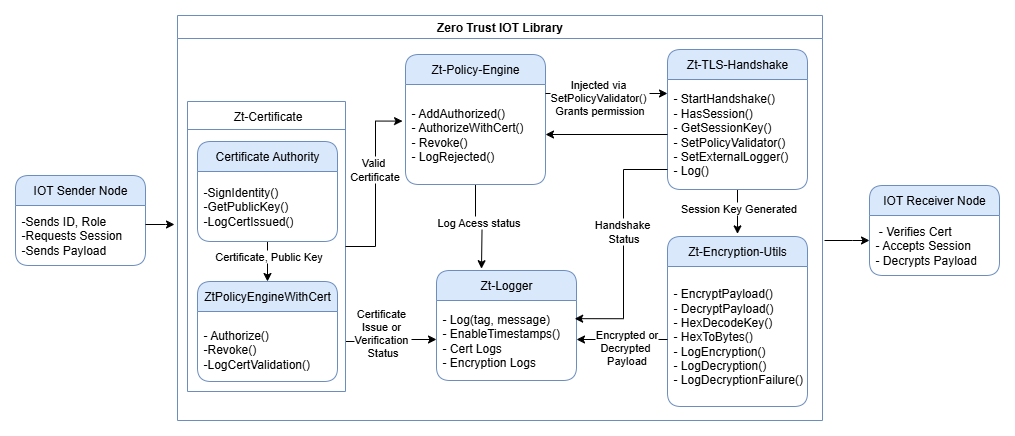 Zero Trust IOT Library
IOT Sender Node
-Sends ID, Role
-Requests Session
-Sends Payload
Zt-Certificate
Certificate Authority
-SignIdentity()
-GetPublicKey()
-LogCertIssued()
Certificate, Public Key
ZtPolicyEngineWithCert
- Authorize()
-Revoke()
-LogCertValidation()
Valid
Certificate
Certificate
Issue or
Verification
Status
Zt-Policy-Engine
- AddAuthorized()
- AuthorizeWithCert()
- Revoke()
- LogRejected()
Log Acess status
Zt-Logger
- Log(tag, message)
- EnableTimestamps()
- Cert Logs
- Encryption Logs
Injected via
SetPolicyValidator()
Grants permission
Handshake
Status
Encrypted or
Decrypted
Payload
Zt-TLS-Handshake
- StartHandshake()
- HasSession()
- GetSessionKey()
- SetPolicyValidator()
- SetExternalLogger()
- Log()
Session Key Generated
Zt-Encryption-Utils
- EncryptPayload()
- DecryptPayload()
- HexDecodeKey()
- HexToBytes()
- LogEncryption()
- LogDecryption()
- LogDecryptionFailure()
IOT Receiver Node
- Verifies Cert
- Accepts Session
- Decrypts Payload